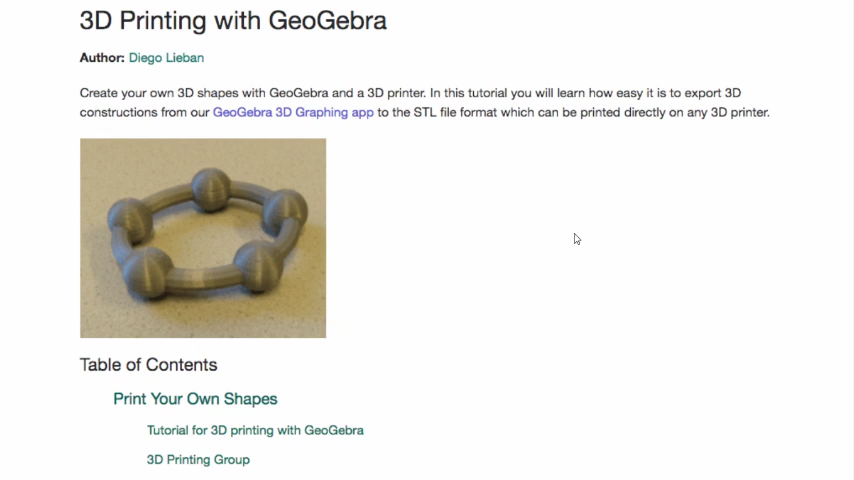 3D Printing with GeoGebra
Author: Diego Lieban
Create your own 3D shapes with GeoGebra and a 3D printer. In this tutorial you will learn how easy it is to export 3D
constructions from our GeoGebra 3D Graphing app to the STL file format which can be printed directly on any 3D printer.
Table of Contents
Print Your Own Shapes
Tutorial for 3D printing with GeoGebra
3D Printing Group